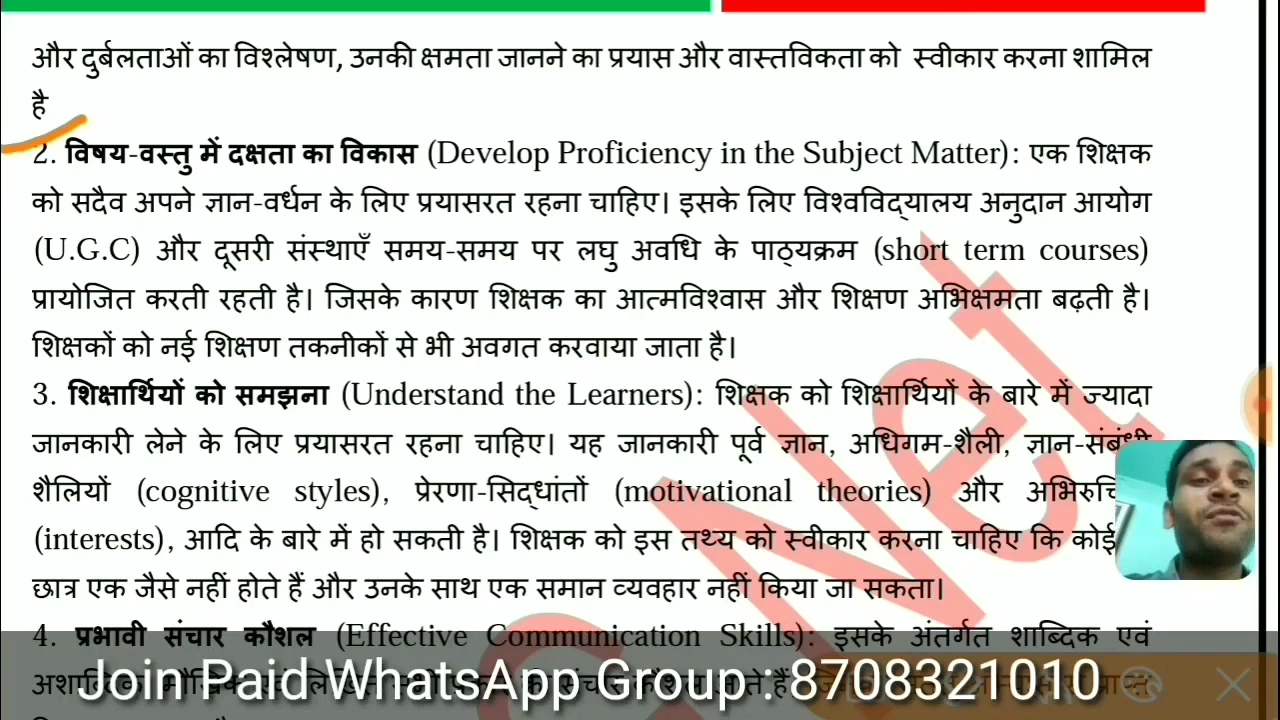 और दुर्बलताओं का विश्लेषण, उनकी क्षमता जानने का प्रयास और वास्तविकता को स्वीकार करना शामिल
है
2. विषय-वस्तु में दक्षता का विकास (Develop Proficiency in the Subject Matter): एक शिक्षक
को सदैव अपने ज्ञान-वर्धन के लिए प्रयासरत रहना चाहिए। इसके लिए विश्वविद्यालय अनुदान आयोग
(U.G.C) और दूसरी संस्थाएँ समय-समय पर लघु अवधि के पाठ्यक्रम (short term courses)
प्रायोजित करती रहती है। जिसके कारण शिक्षक का आत्मविश्वास और शिक्षण अभिक्षमता बढ़ती है।
शिक्षकों को नई शिक्षण तकनीकों से भी अवगत करवाया जाता है।
3. शिक्षार्थियों को समझना (Understand the Learners): शिक्षक को शिक्षार्थियों के बारे में ज्यादा
जानकारी लेने के लिए प्रयासरत रहना चाहिए। यह जानकारी पूर्व ज्ञान, अधिगम-शैली, ज्ञान-संबंधी
शैलियों (cognitive styles), प्रेरणा-सिद्धांतों (motivational theories) और
(interests), आदि के बारे में हो सकती है। शिक्षक को इस तथ्य को स्वीकार करना चाहिए कि कोई
छात्र एक जैसे नहीं होते हैं और उनके साथ एक समान व्यवहार नहीं किया जा सकता।
4. प्रभावी संचार कौशल (Effective Communication Skills): इसके अंतर्गत शाब्दिक एवं
Join Paid WhatsApp Group : 8708321010
Net